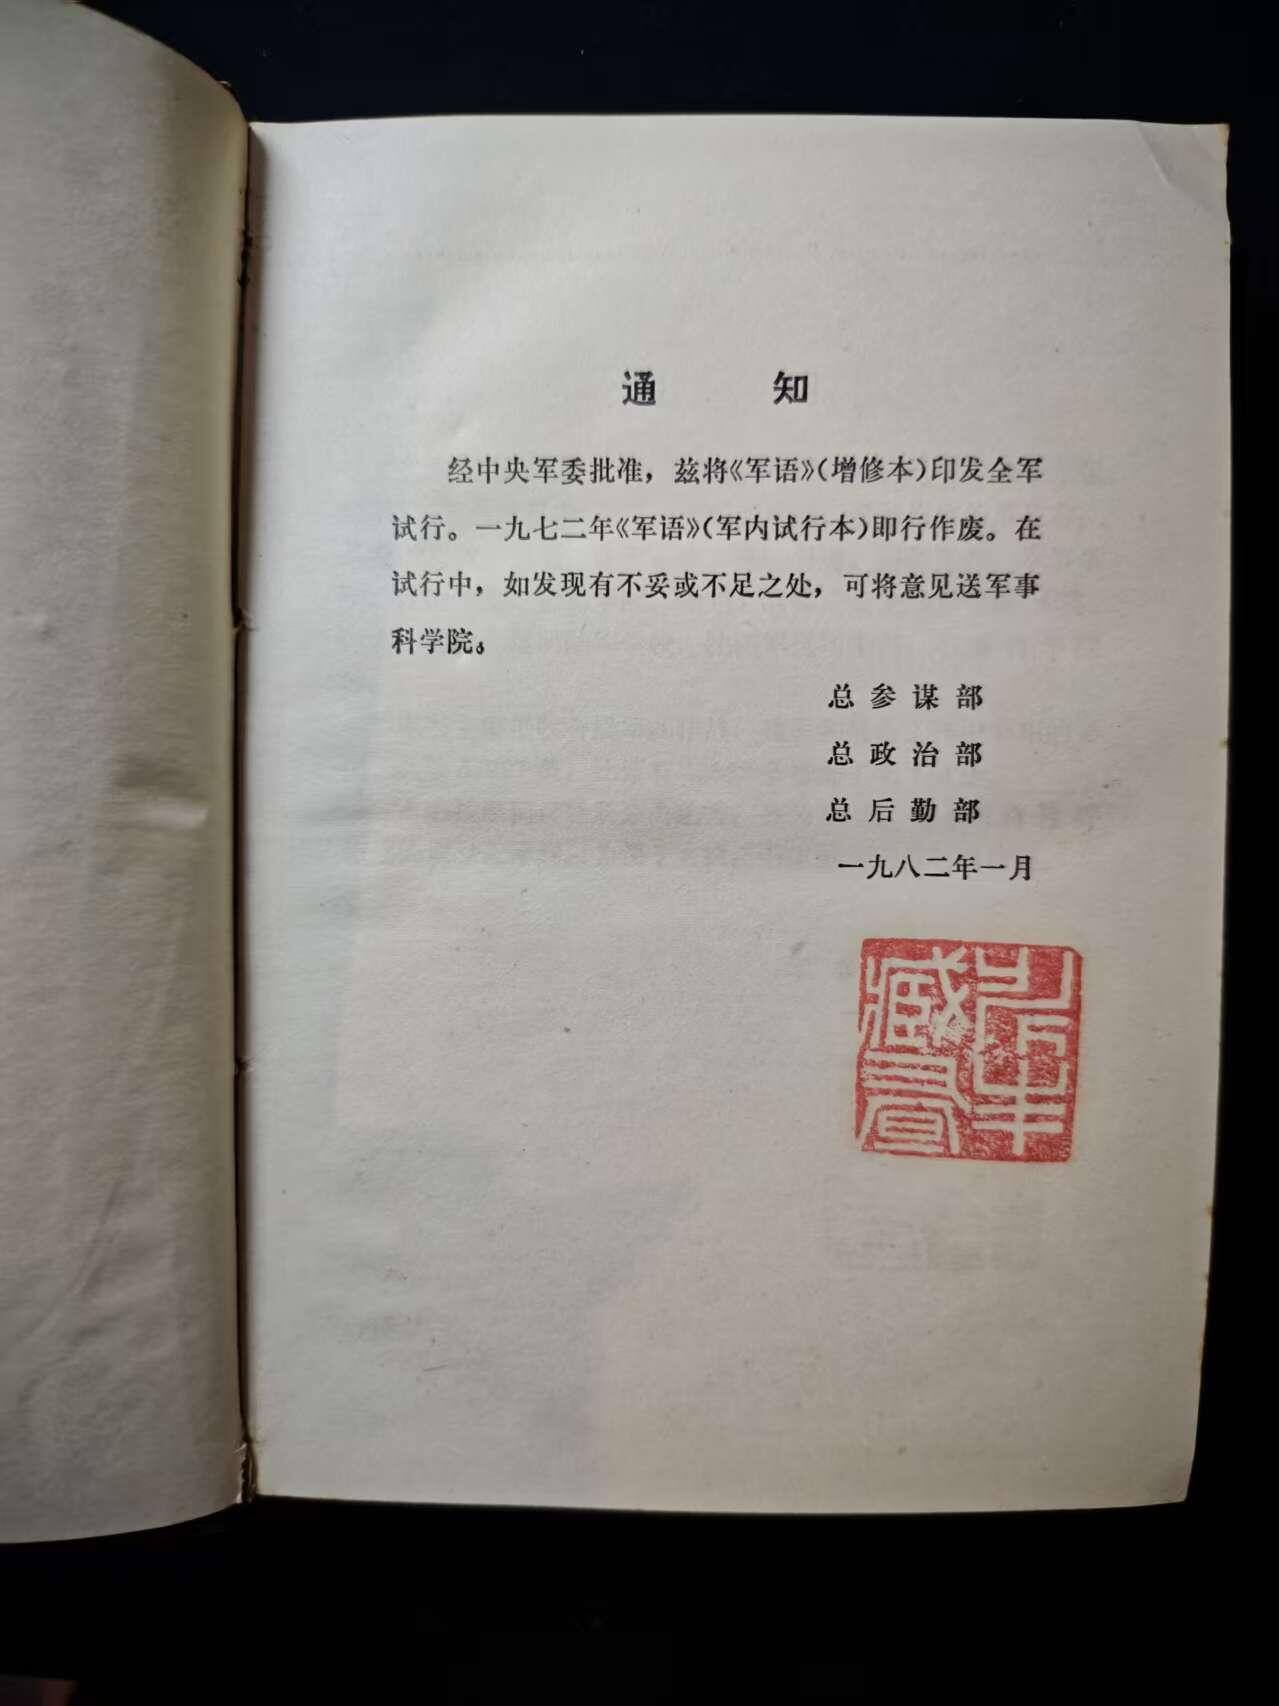 通知
经中央军委批准，兹将《军语》（增修本）印发全军
试行。一九七二年《军语》（军内试行本）即行作废。在
试行中，如发现有不妥或不足之处，可将意见送军事
科学院。
总参谋部
总政治部
总后勤部
一九八二年一月